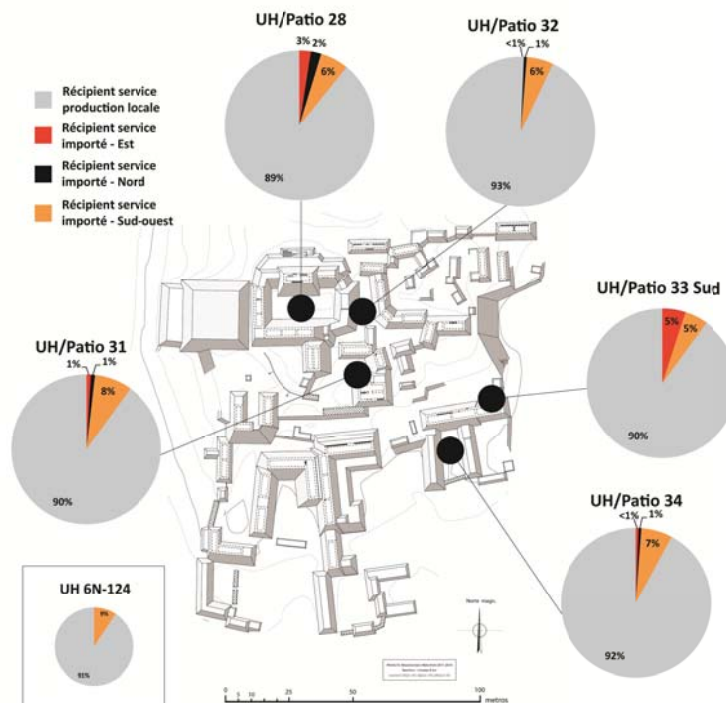 UH/Patio 28
3%
2%
6%
89%
UH/Patio 32
<1%
1%
6%
93%
Récipient service
production locale
Récipient service
importé - Est
Récipient service
importé - Nord
Récipient service
importé - Sud-ouest
UH/Patio 33 Sud
5%
5%
90%
UH/Patio 31
1%
1%
8%
90%
UH/Patio 34
<1%
1%
7%
92%
UH 6N-124
9%
91%
Norte magn.
0
50
100
metros